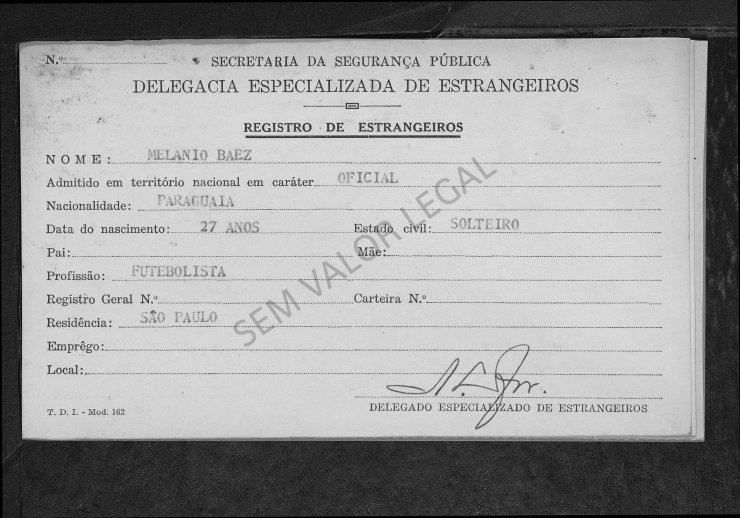 N.º
SECRETARIA DA SEGURANÇA PÚBLICA
DELEGACIA ESPECIALIZADA DE ESTRANGEIROS
REGISTRO DE ESTRANGEIROS
NOME: MELANIO BAEZ
Admitido em território nacional em caráter OFICIAL
Nacionalidade: PARAGUAIA
Data do nascimento: 27 ANOS Estado civil: SOLTEIRO
Pai: Mãe:
Profissão: FUTEBOLISTA
Registro Geral N.º Carteira N.º
Residência: SÃO PAULO
Emprêgo:
Local:
DELEGADO ESPECIALIZADO DE ESTRANGEIROS
T. D. I. - Mod. 162
SEM VALOR LEGAL